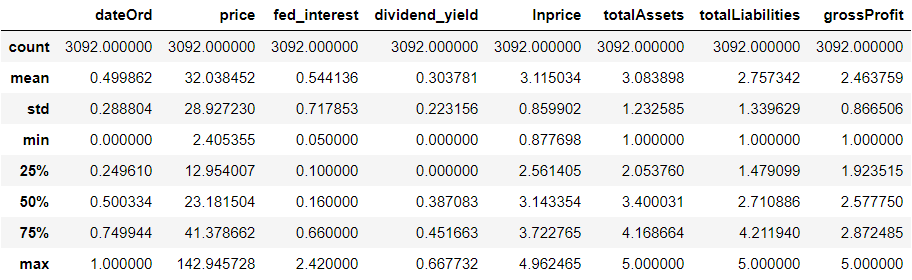 dateOrd price fed_interest dividend_yield lnprice totalAssets totalLiabilities grossProfit
count 3092.000000 3092.000000 3092.000000 3092.000000 3092.000000 3092.000000 3092.000000 3092.000000
mean 0.499862 32.038452 0.544136 0.303781 3.115034 3.083898 2.757342 2.463759
std 0.288804 28.927230 0.717853 0.223156 0.859902 1.232585 1.339629 0.866506
min 0.000000 2.405355 0.050000 0.000000 0.877698 1.000000 1.000000 1.000000
25% 0.249610 12.954007 0.100000 0.000000 2.561405 2.053760 1.479099 1.923515
50% 0.500334 23.181504 0.160000 0.387083 3.143354 3.400031 2.710886 2.577750
75% 0.749944 41.378662 0.660000 0.451663 3.722765 4.168664 4.211940 2.872485
max 1.000000 142.945728 2.420000 0.667732 4.962465 5.000000 5.000000 5.000000